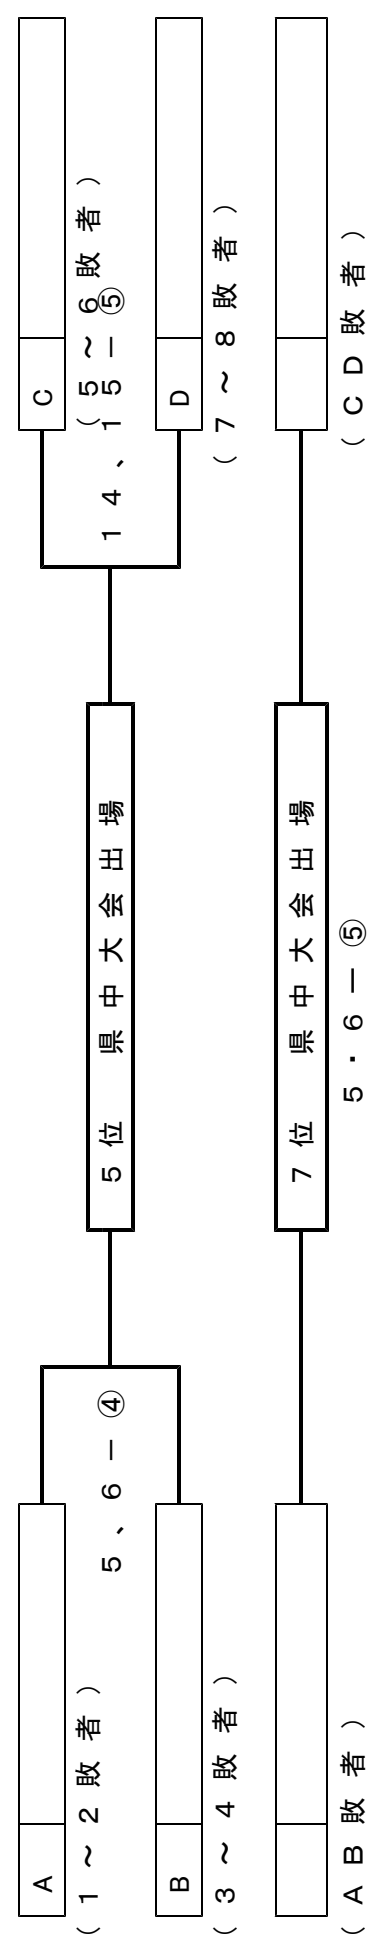 A
（１～２敗者）
５、６－④
B
（３～４敗者）
５位 県中大会出場
C
（５～６敗者）
１４、１５－⑤
D
（７～８敗者）
（ＡＢ敗者）
７位 県中大会出場
５・６－⑤
（ＣＤ敗者）